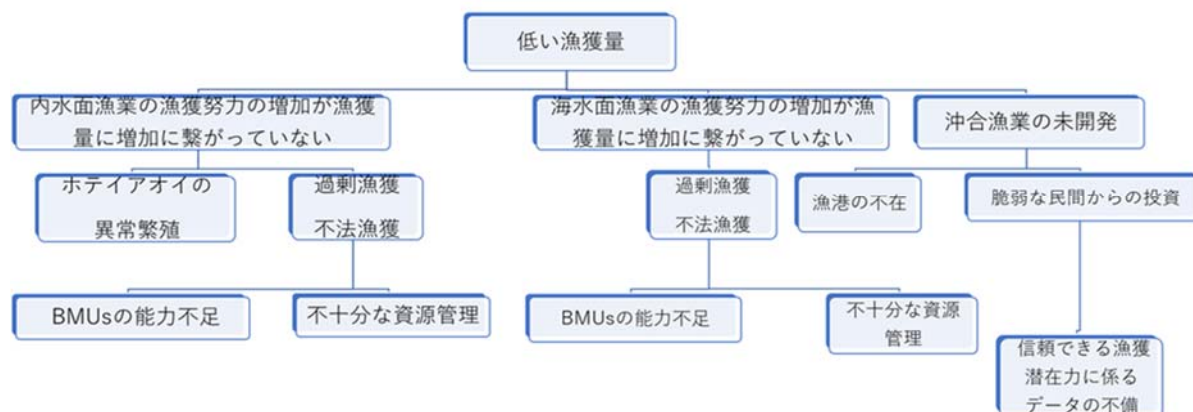 低い漁獲量
内水面漁業の漁獲努力の増加が漁獲
量に増加に繋がっていない
海水面漁業の漁獲努力の増加が漁
獲量に増加に繋がっていない
沖合漁業の未開発
ホテイアオイの
異常繁殖
過剰漁獲
不法漁獲
過剰漁獲
不法漁獲
漁港の不在
脆弱な民間からの投資
BMUsの能力不足
不十分な資源管理
BMUsの能力不足
不十分な資源
管理
信頼できる漁獲
潜在力に係る
データの不備